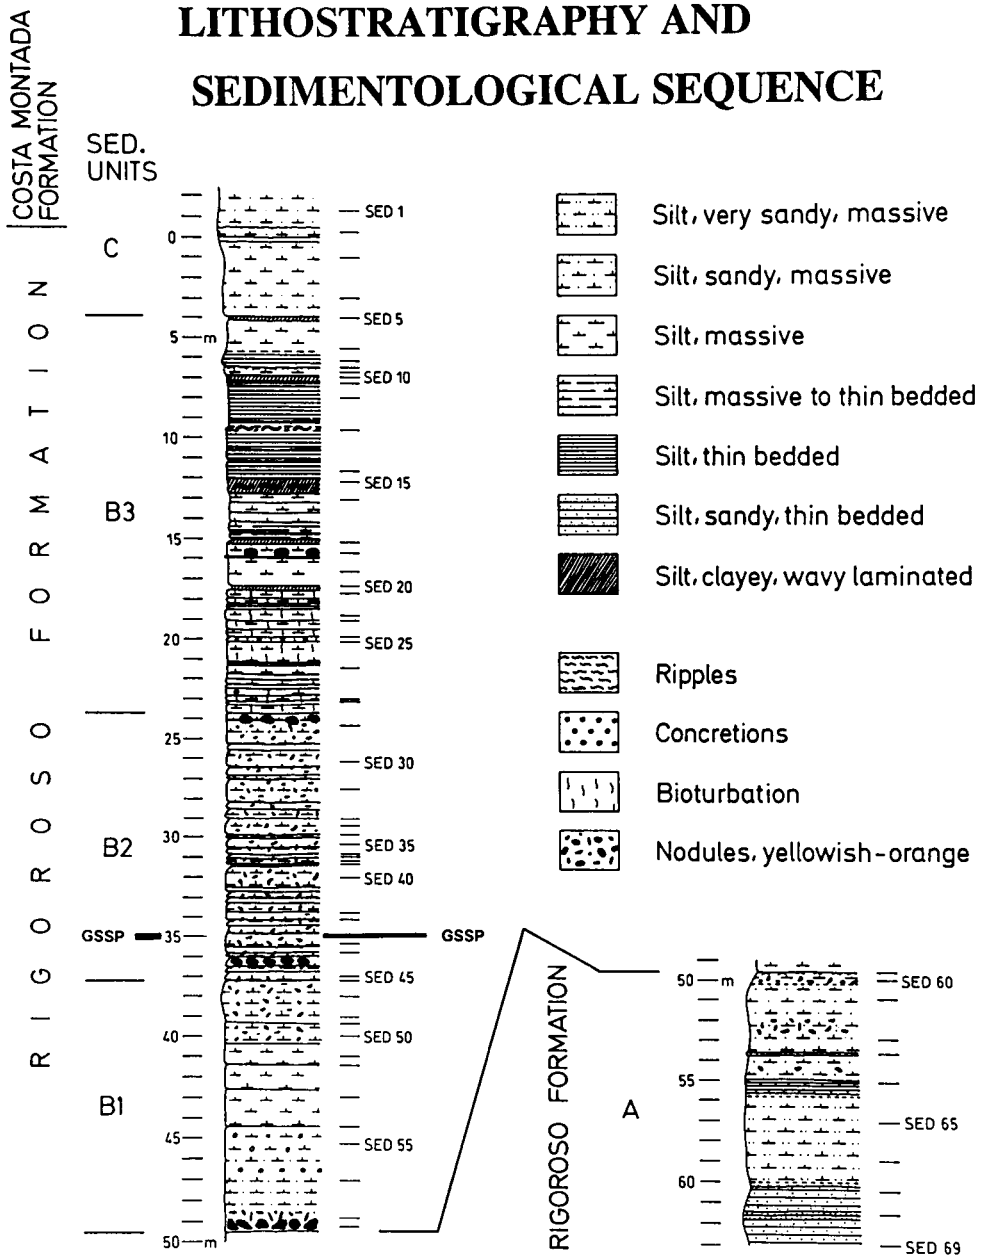 LITHOSTRATIGRAPHY AND
SEDIMENTOLOGICAL SEQUENCE
COSTA MONTADA
FORMATION
RIGOROSO FORMATION
SED.
UNITS
C
B3
B2
B1
0
5 m
10
15
20
25
30
35
40
45
50 m
GSSP
GSSP
SED 1
SED 5
SED 10
SED 15
SED 20
SED 25
SED 30
SED 35
SED 40
SED 45
SED 50
SED 55
Silt, very sandy, massive
Silt, sandy, massive
Silt, massive
Silt, massive to thin bedded
Silt, thin bedded
Silt, sandy, thin bedded
Silt, clayey, wavy laminated
Ripples
Concretions
Bioturbation
Nodules, yellowish-orange
RIGOROSO FORMATION
A
50 m
55
60
SED 60
SED 65
SED 69